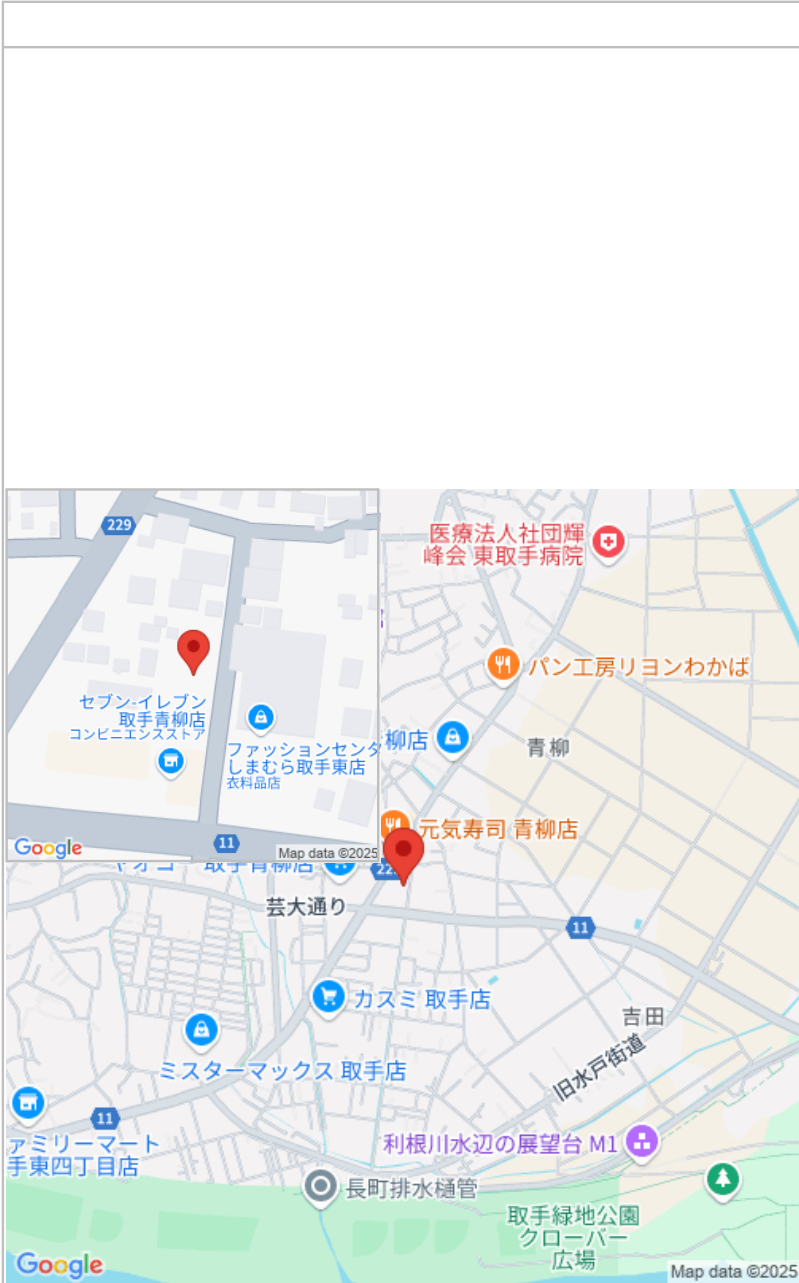 229
セブン-イレブン
取手青柳店
コンビニエンスストア
ファッションセンタ
しまむら取手東店
衣料品店
11
Google
Map data ©2025
医療法人社団輝
峰会 東取手病院
パン工房リヨンわかば
柳店
青柳
元気寿司 青柳店
取手青柳店
芸大通り
11
カスミ 取手店
吉田
ミスターマックス 取手店
旧水戸街道
11
ァミリーマート
手東四丁目店
利根川水辺の展望台 M1
長町排水樋管
取手緑地公園
クローバー
広場
Google
Map data ©2025